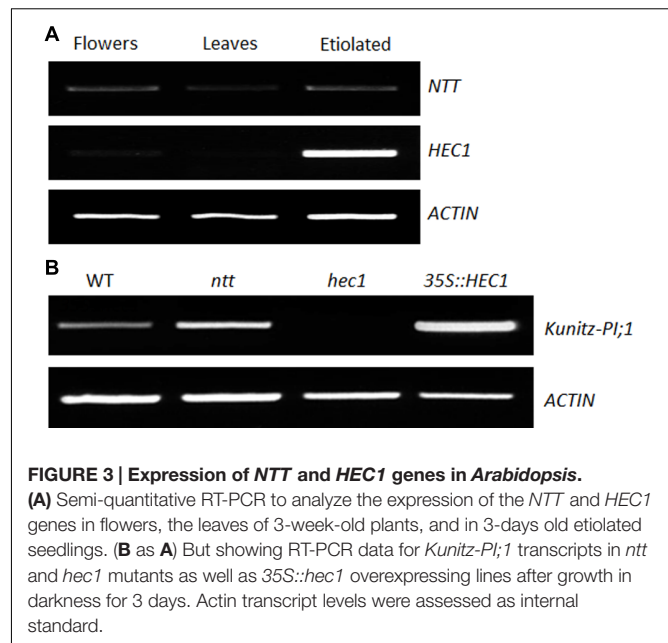 A
Flowers Leaves Etiolated
NTT
HEC1
ACTIN
B
WT ntt hec1 35S::HEC1
Kunitz-PI;1
ACTIN
FIGURE 3 | Expression of NTT and HEC1 genes in Arabidopsis.
(A) Semi-quantitative RT-PCR to analyze the expression of the NTT and HEC1
genes in flowers, the leaves of 3-week-old plants, and in 3-days old etiolated
seedlings. (B as A) But showing RT-PCR data for Kunitz-PI;1 transcripts in ntt
and hec1 mutants as well as 35S::hec1 overexpressing lines after growth in
darkness for 3 days. Actin transcript levels were assessed as internal
standard.